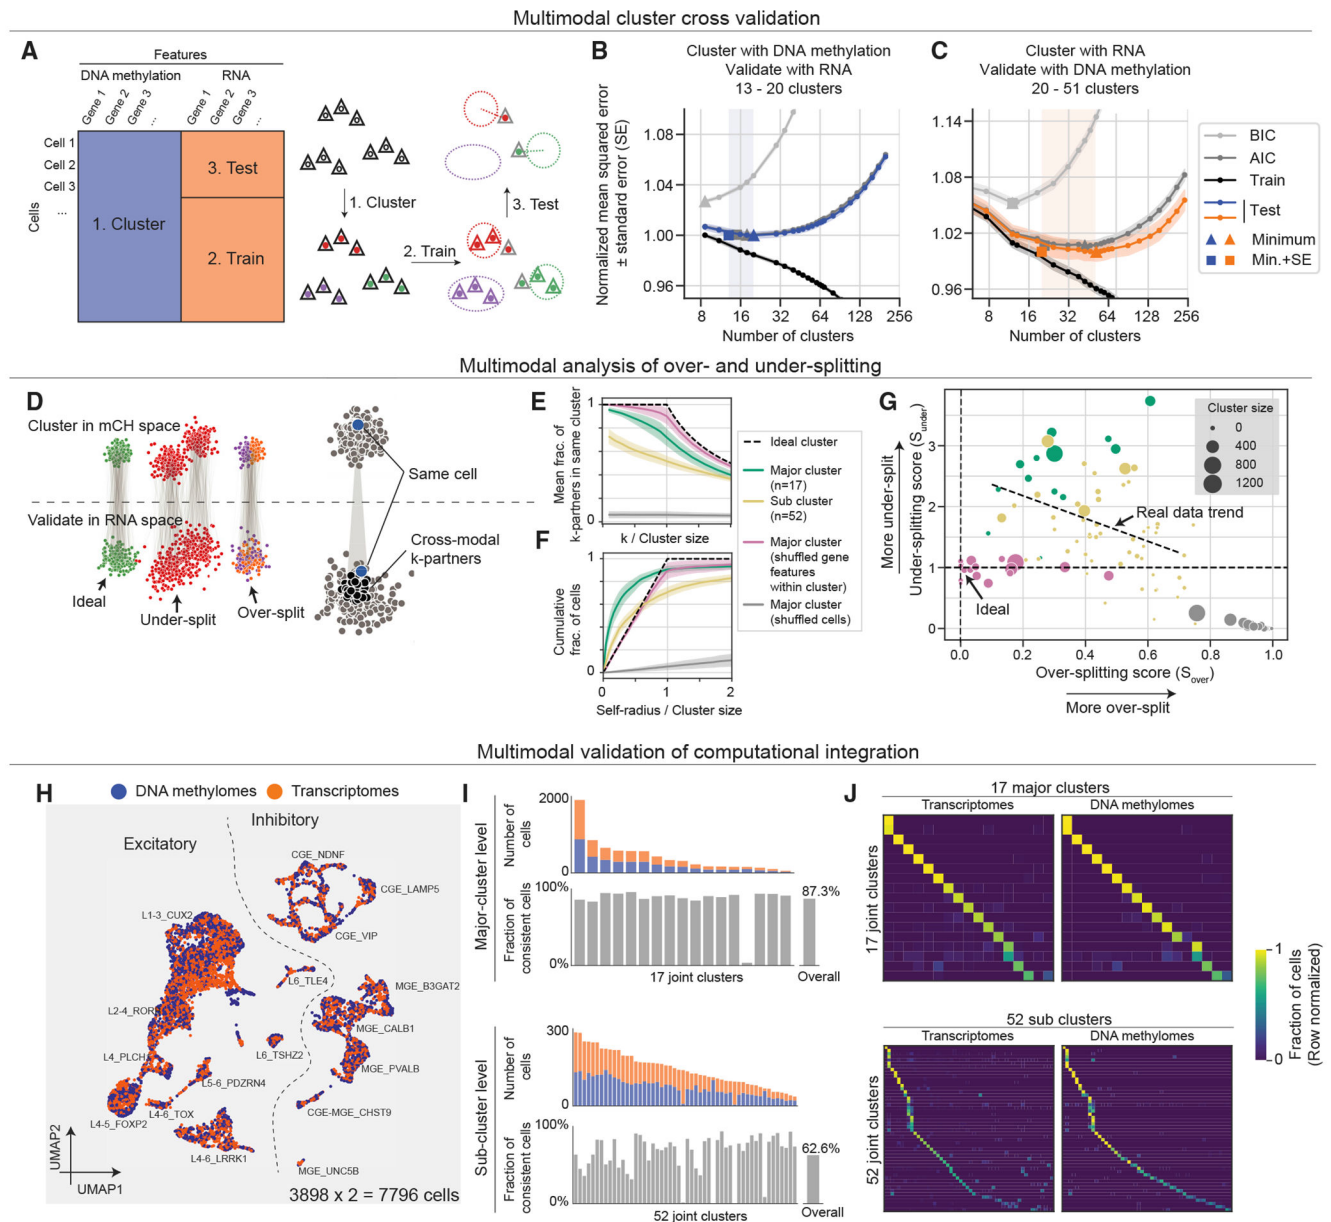 Multimodal cluster cross validation
A
Features
DNA methylation RNA
Gene 1 Gene 2 Gene 3 ... Gene 1 Gene 2 Gene 3 ...
Cells
Cell 1
Cell 2
Cell 3
...
1. Cluster
3. Test
2. Train
1. Cluster
2. Train
3. Test
B
Cluster with DNA methylation
Validate with RNA
13 - 20 clusters
Normalized mean squared error
± standard error (SE)
1.08
1.04
1.00
0.96
8 16 32 64 128 256
Number of clusters
C
Cluster with RNA
Validate with DNA methylation
20 - 51 clusters
1.14
1.08
1.02
0.96
8 16 32 64 128 256
Number of clusters
BIC
AIC
Train
Test
Minimum
Min.+SE
Multimodal analysis of over- and under-splitting
D
Cluster in mCH space
Validate in RNA space
Ideal
Under-split
Over-split
Same cell
Cross-modal
k-partners
E
Mean frac. of
k-partners in same cluster
1
0
k / Cluster size
F
Cumulative
frac. of cells
1
0
0 1 2
Self-radius / Cluster size
Ideal cluster
Major cluster
(n=17)
Sub cluster
(n=52)
Major cluster
(shuffled gene
features
within cluster)
Major cluster
(shuffled cells)
G
More under-split
Under-splitting score (Sunder)
3
2
1
0
Cluster size
0
400
800
1200
Real data trend
Ideal
0.0 0.2 0.4 0.6 0.8 1.0
Over-splitting score (Sover)
More over-split
Multimodal validation of computational integration
H
DNA methylomes Transcriptomes
Inhibitory
Excitatory
CGE_NDNF
CGE_LAMP5
CGE_VIP
L1-3_CUX2
L6_TLE4
MGE_B3GAT2
L2-4_RORB
MGE_CALB1
L4_PLCH1
L6_TSHZ2
MGE_PVALB
L5-6_PDZRN4
L4-6_TOX
CGE-MGE_CHST9
L4-5_FOXP2
L4-6_LRRK1
MGE_UNC5B
UMAP2
UMAP1
3898 x 2 = 7796 cells
I
Major-cluster level
Number of
cells
2000
0
Fraction of
consistent cells
100%
0%
87.3%
17 joint clusters
Overall
Sub-cluster level
Number of
cells
300
0
Fraction of
consistent cells
100%
0%
62.6%
52 joint clusters
Overall
J
17 major clusters
Transcriptomes DNA methylomes
17 joint clusters
52 sub clusters
Transcriptomes DNA methylomes
52 joint clusters
1
0
Fraction of cells
(Row normalized)